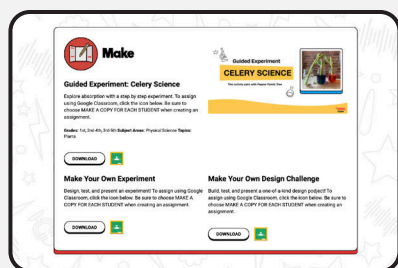 Make
Guided Experiment: Celery Science
Explore absorption with a step by step experiment. To assign
using Google Classroom, click the icon below. Be sure to
choose MAKE A COPY FOR EACH STUDENT when creating an
assignment.
Grades: 1st, 2nd-4th, 3rd-5th Subject Areas: Physical Science Topics:
Plants
DOWNLOAD
Guided Experiment
CELERY SCIENCE
Make Your Own Experiment
Design, test, and present an experiment! To assign using Google
Classroom, click the icon below. Be sure to choose MAKE A
COPY FOR EACH STUDENT when creating an assignment.
DOWNLOAD
Make Your Own Design Challenge
Build, test, and present a one-of-a-kind design project! To
assign using Google Classroom, click the icon below. Be sure to
choose MAKE A COPY FOR EACH STUDENT when creating an
assignment.
DOWNLOAD